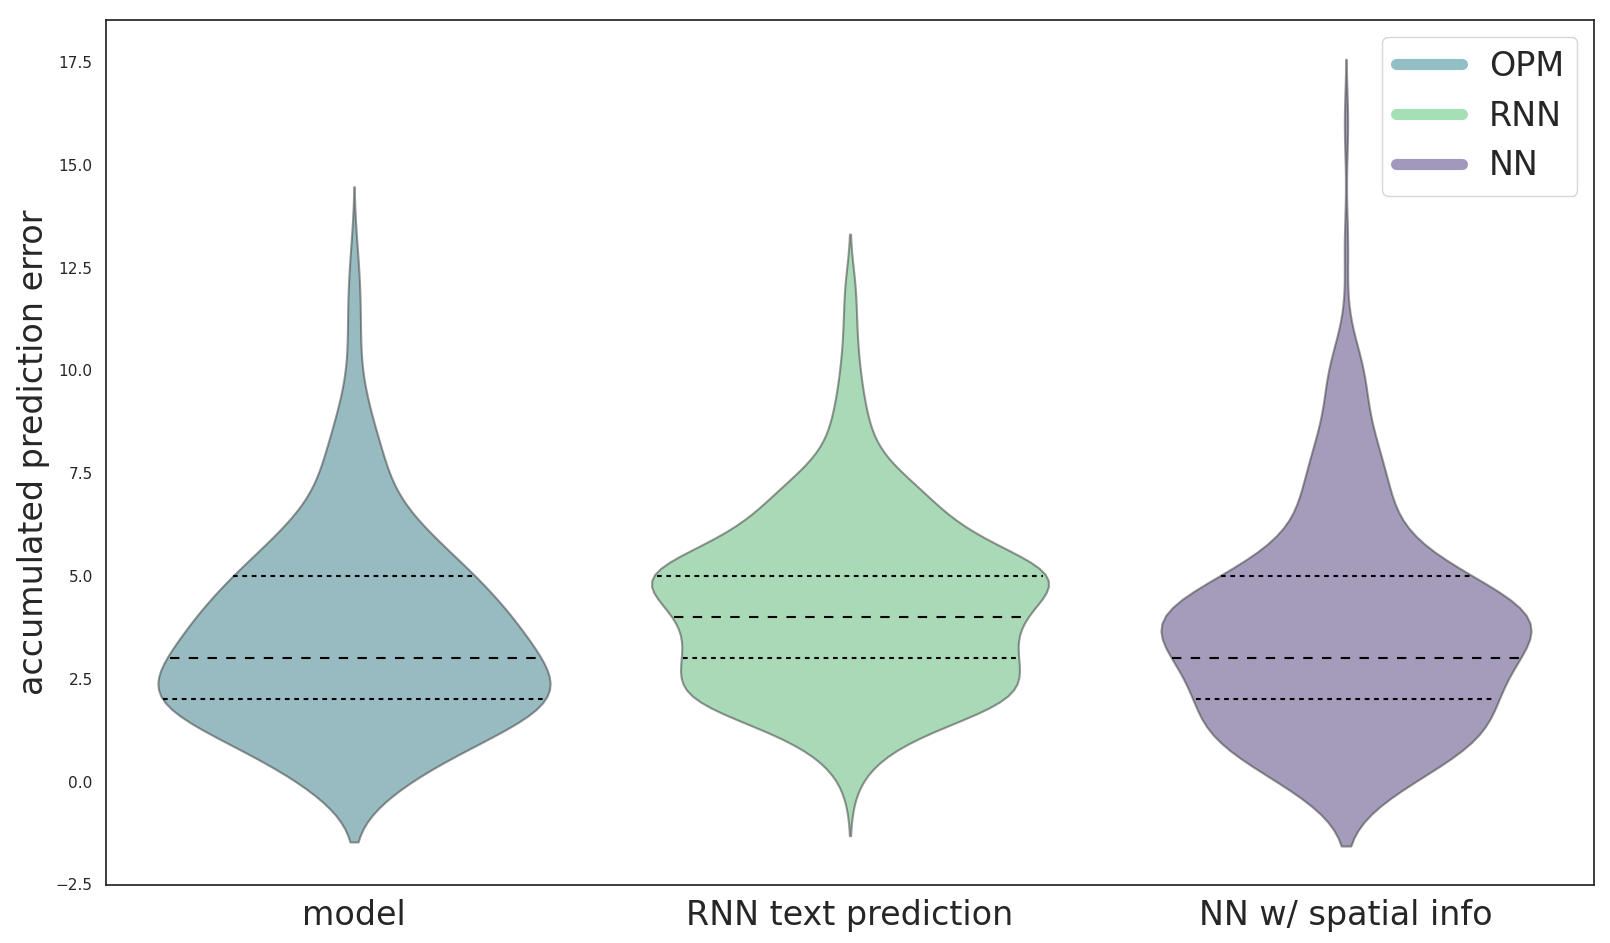 accumulated prediction error
17.5
15.0
12.5
10.0
7.5
5.0
2.5
0.0
−2.5
OPM
RNN
NN
model
RNN text prediction
NN w/ spatial info